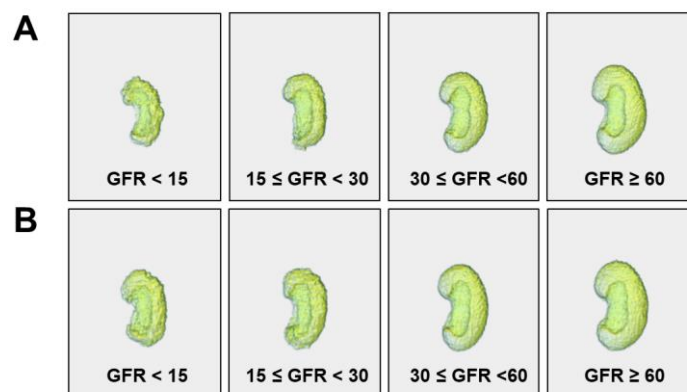 A
GFR < 15
15 ≤ GFR < 30
30 ≤ GFR <60
GFR ≥ 60
B
GFR < 15
15 ≤ GFR < 30
30 ≤ GFR <60
GFR ≥ 60